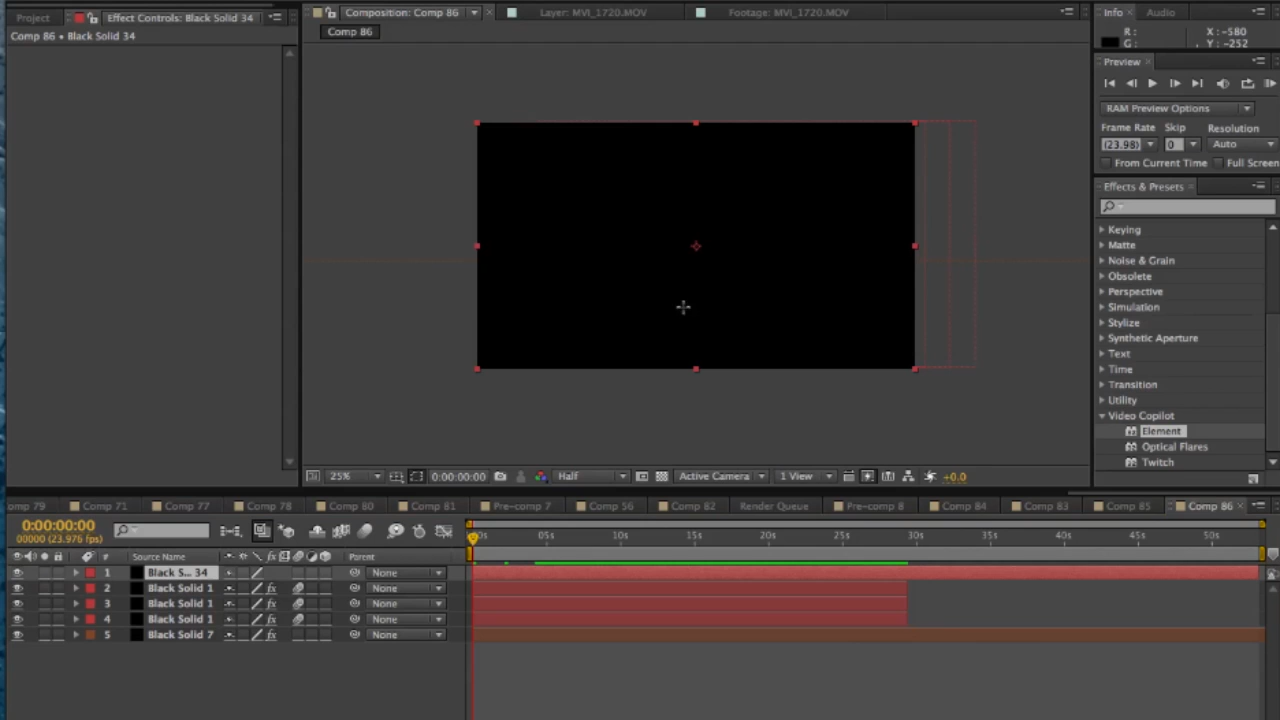 Project
Effect Controls: Black Solid 34
Comp 86 • Black Solid 34
Composition: Comp 86
Layer: MVI_1720.MOV
Footage: MVI_1720.MOV
Comp 86
Info
Audio
R :
G :
X : -580
Y : -252
Preview
RAM Preview Options
Frame Rate Skip Resolution
(23.98) 0 Auto
From Current Time Full Screen
Effects & Presets
Keying
Matte
Noise & Grain
Obsolete
Perspective
Simulation
Stylize
Synthetic Aperture
Text
Time
Transition
Utility
Video Copilot
Element
Optical Flares
Twitch
25% 0:00:00:00 Half Active Camera 1 View +0.0
omp 79 Comp 71 Comp 77 Comp 78 Comp 80 Comp 81 Pre-comp 7 Comp 56 Comp 82 Render Queue Pre-comp 8 Comp 84 Comp 83 Comp 85 Comp 86
0:00:00:00
00000 (23.976 fps)
0s 05s 10s 15s 20s 25s 30s 35s 40s 45s 50s
# Source Name fx Parent
1 Black S... 34 None
2 Black Solid 1 fx None
3 Black Solid 1 fx None
4 Black Solid 1 fx None
5 Black Solid 7 fx None